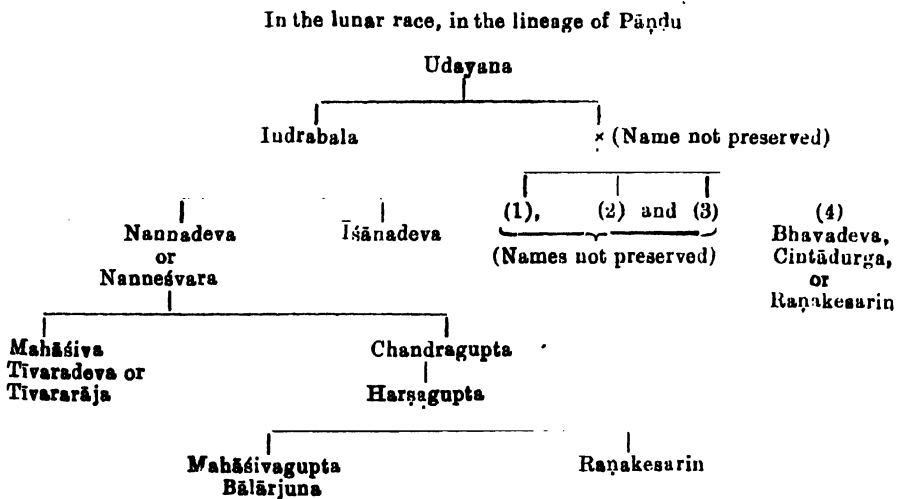 In the lunar race, in the lineage of Pāṇḍu
Udayana
Iudrabala × (Name not preserved)
(1), (2) and (3) (4)
Nannadeva Īśānadeva Bhavadeva,
or (Names not preserved) Cintādurga,
Nanneśvara or
Raṇakesarin
Mahāśiva Chandragupta
Tīvaradeva or
Tīvararāja Harṣagupta
Mahāśivagupta Raṇakesarin
Bālārjuna